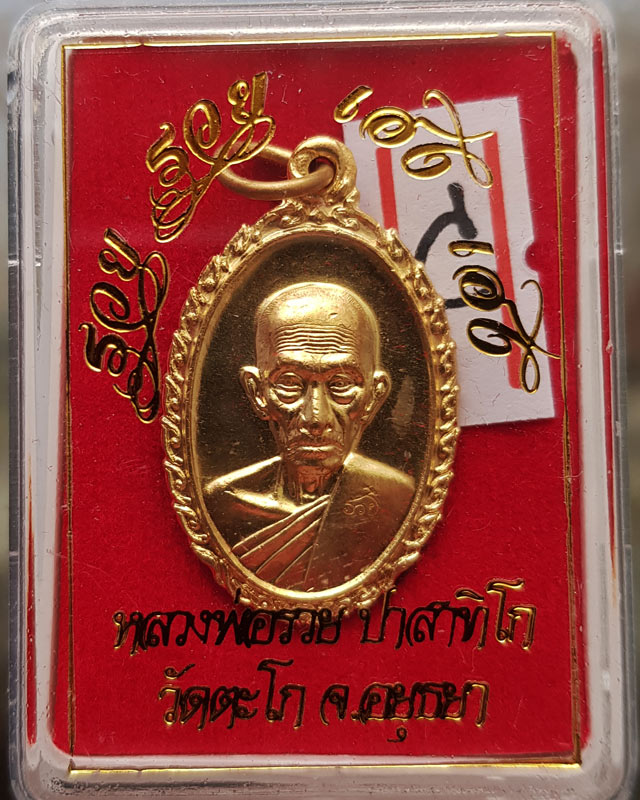 รวย รวย เฮง เฮง
หลวงพ่อรวย ปาสาทิโก
วัดตะโก จ.อยุธยา